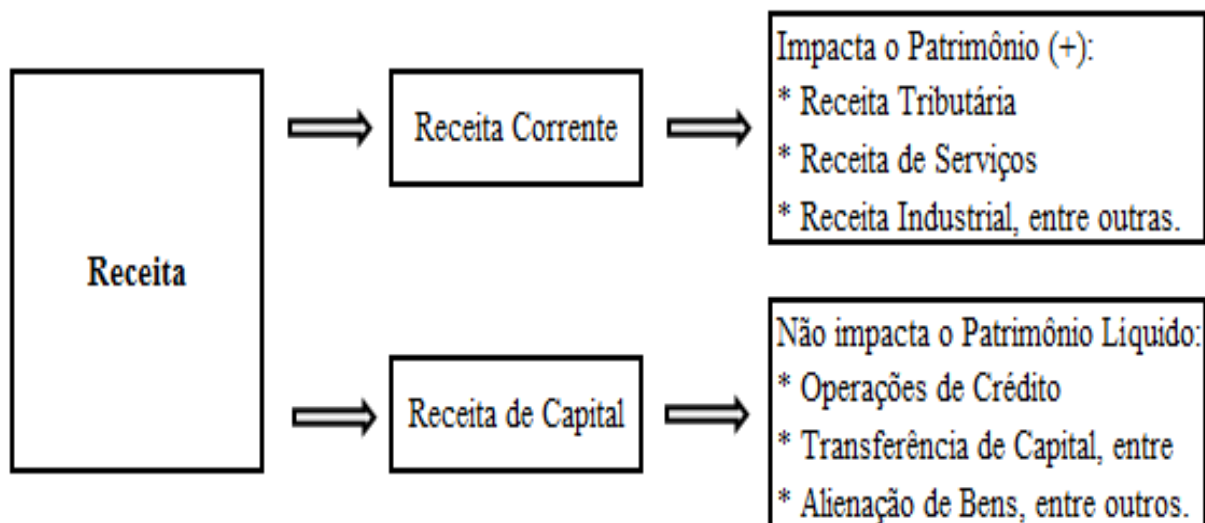 Receita
Receita Corrente
Impacta o Patrimônio (+):
* Receita Tributária
* Receita de Serviços
* Receita Industrial, entre outras.
Receita de Capital
Não impacta o Patrimônio Líquido:
* Operações de Crédito
* Transferência de Capital, entre
* Alienação de Bens, entre outros.